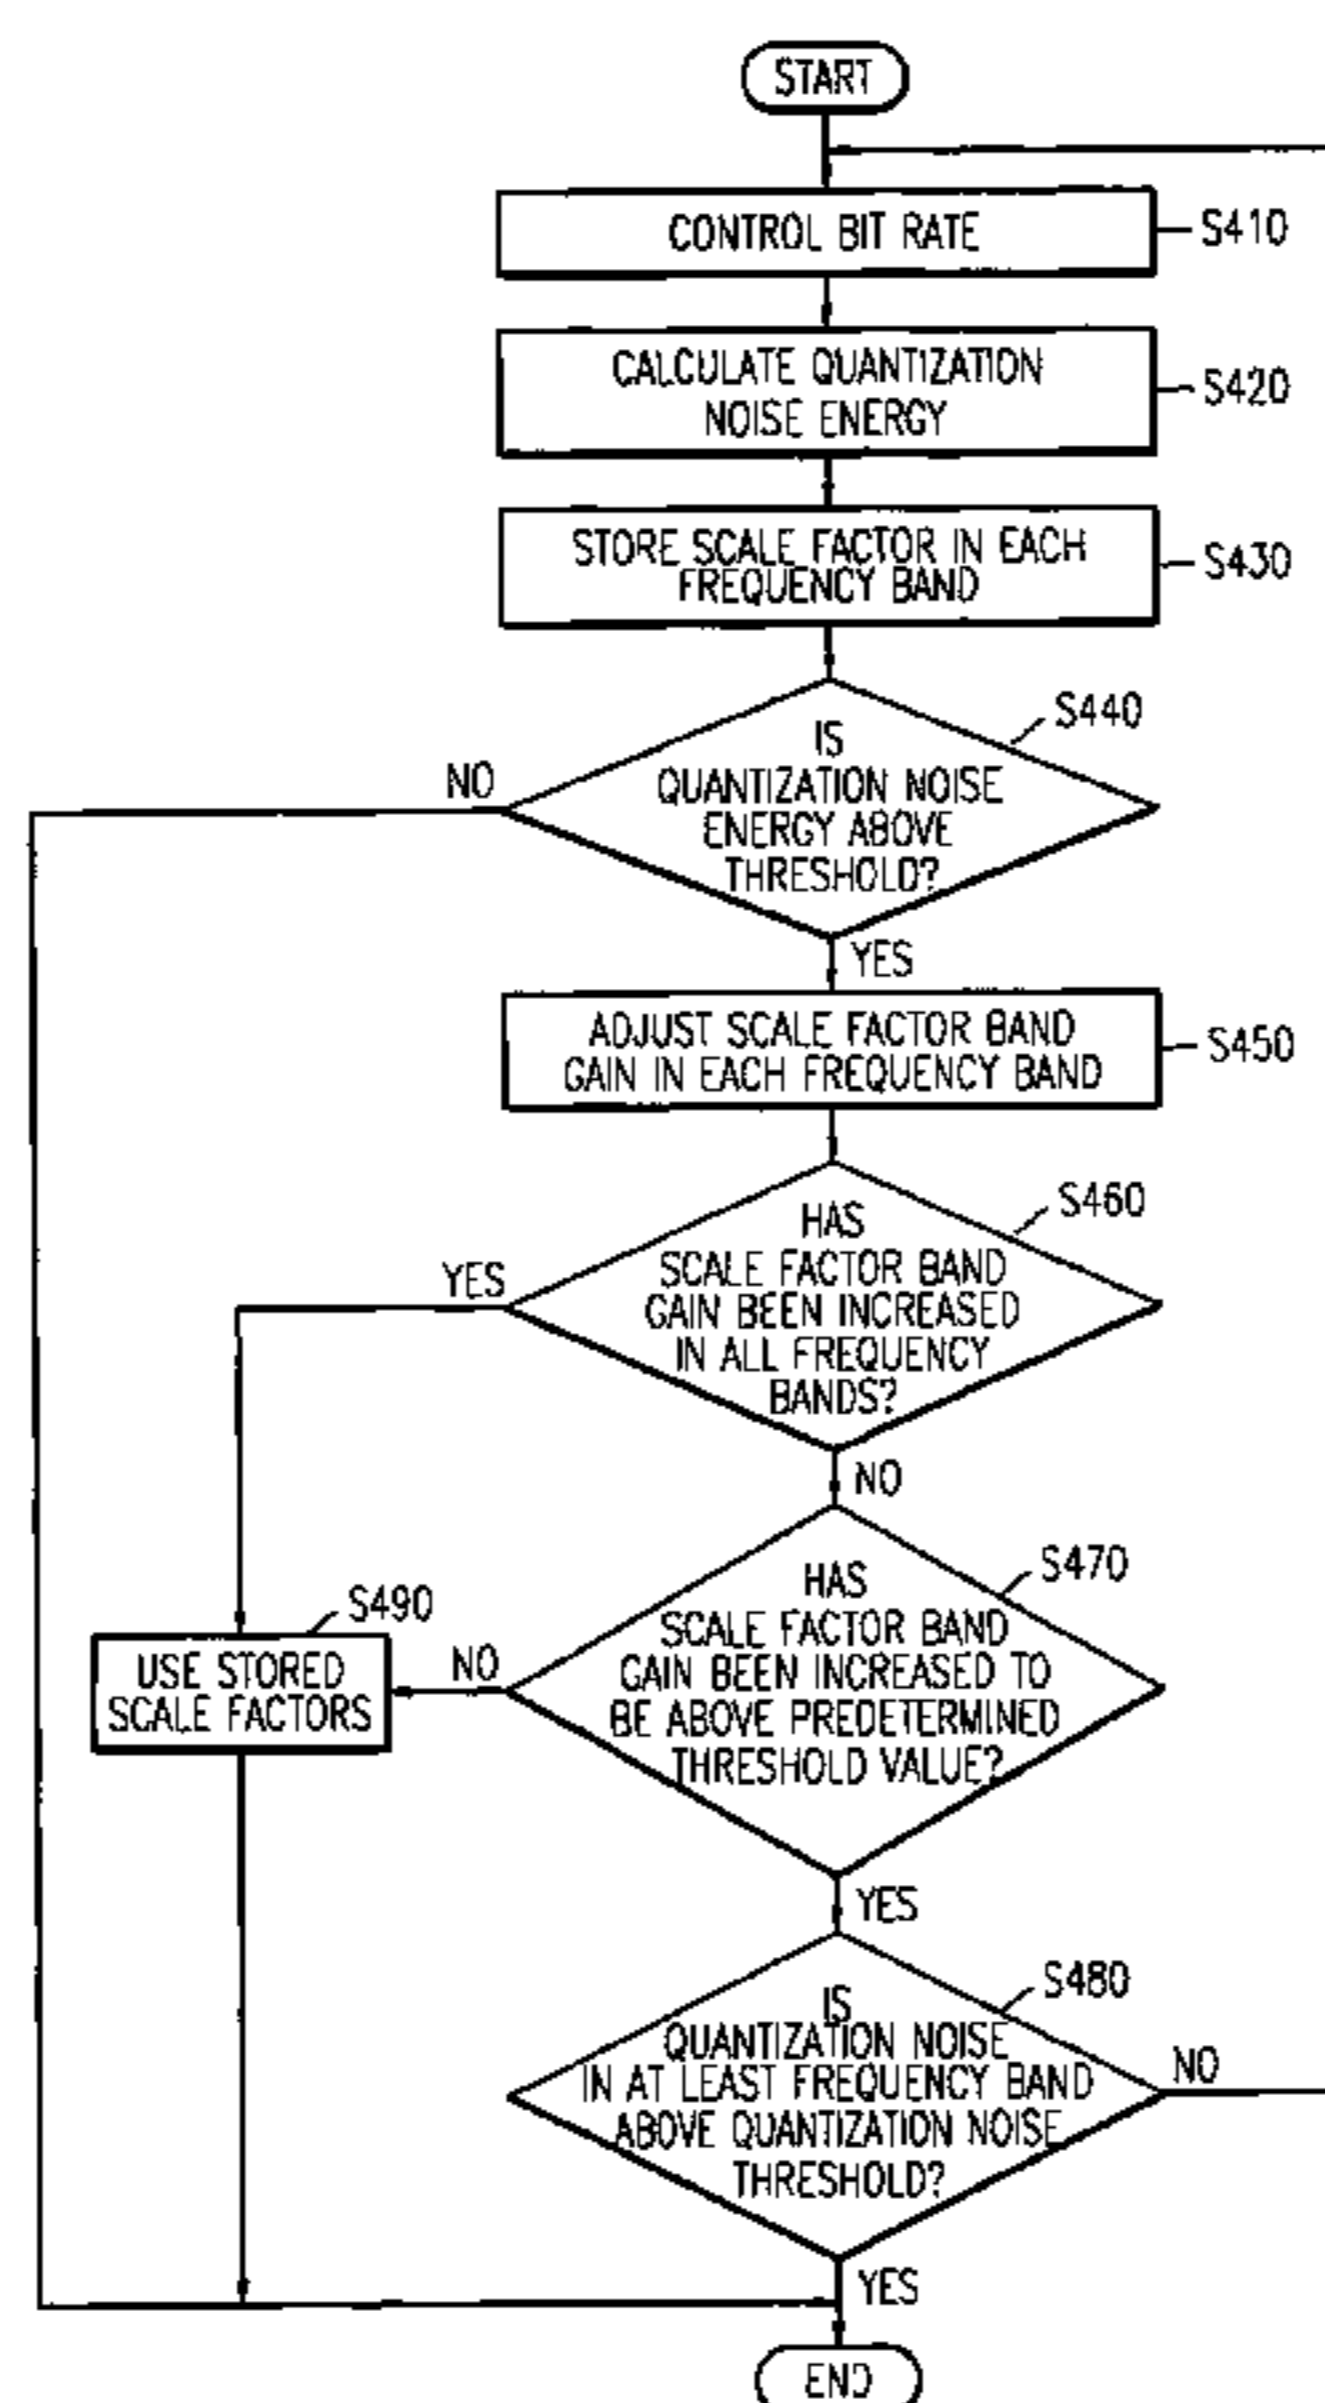 START
CONTROL BIT RATE
S410
CALCULATE QUANTIZATION
NOISE ENERGY
S420
STORE SCALE FACTOR IN EACH
FREQUENCY BAND
S430
S440
IS
QUANTIZATION NOISE
ENERGY ABOVE
THRESHOLD?
NO
YES
ADJUST SCALE FACTOR BAND
GAIN IN EACH FREQUENCY BAND
S450
S460
HAS
SCALE FACTOR BAND
GAIN BEEN INCREASED
IN ALL FREQUENCY
BANDS?
YES
NO
S470
HAS
SCALE FACTOR BAND
GAIN BEEN INCREASED TO
BE ABOVE PREDETERMINED
THRESHOLD VALUE?
NO
S490
USE STORED
SCALE FACTORS
YES
S480
IS
QUANTIZATION NOISE
IN AT LEAST FREQUENCY BAND
ABOVE QUANTIZATION NOISE
THRESHOLD?
NO
YES
END